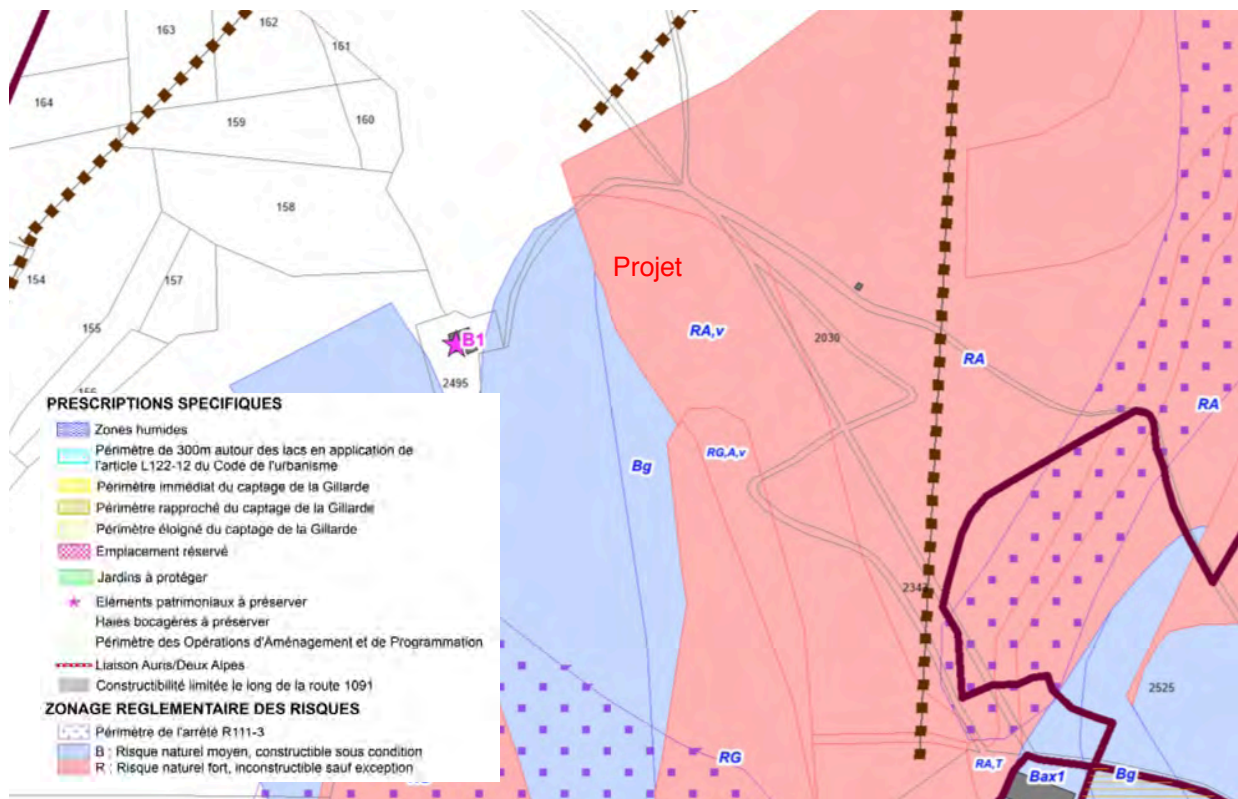 162
163
161
164
160
159
158
Projet
154
157
155
RA,v
2030
B1
RA
2495
RA
PRESCRIPTIONS SPECIFIQUES
Zones humides
Périmètre de 300m autour des lacs en application de
l'article L122-12 du Code de l'urbanisme
Périmètre immédiat du captage de la Gillarde
Périmètre rapproché du captage de la Gillarde
Périmètre éloigné du captage de la Gillarde
Emplacement réservé
Jardins à protéger
Eléments patrimoniaux à préserver
Haies bocagères à préserver
Périmètre des Opérations d'Aménagement et de Programmation
Liaison Auris/Deux Alpes
Constructibilité limitée le long de la route 1091
ZONAGE REGLEMENTAIRE DES RISQUES
Périmètre de l'arrêté R111-3
B : Risque naturel moyen, constructible sous condition
R : Risque naturel fort, inconstructible sauf exception
RG,A,v
Bg
2525
RG
RA,T
Bax1
Bg